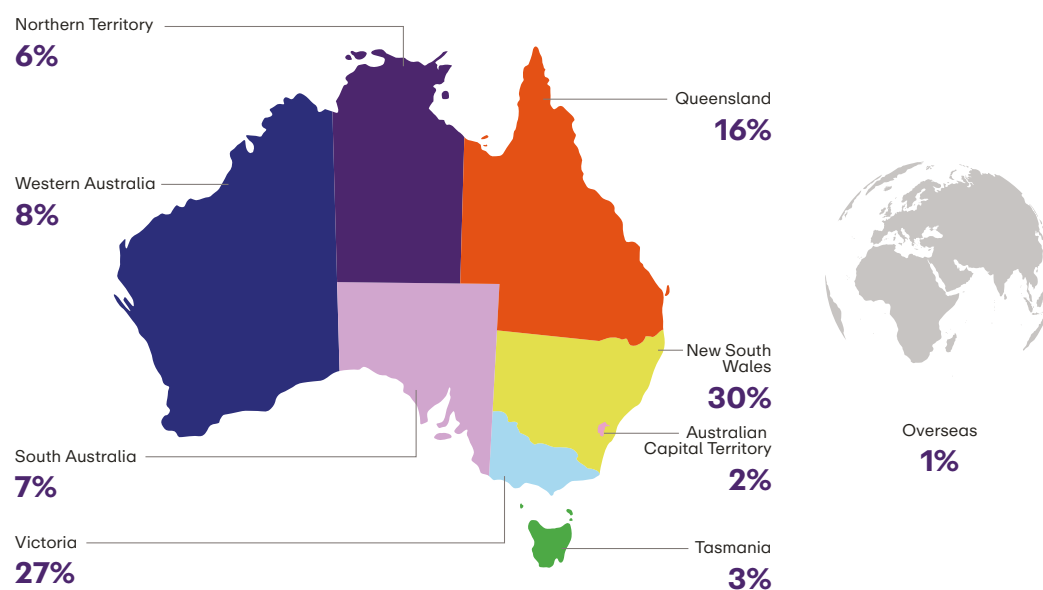 Northern Territory
6%
Western Australia
8%
South Australia
7%
Victoria
27%
Queensland
16%
New South
Wales
30%
Australian
Capital Territory
2%
Tasmania
3%
Overseas
1%